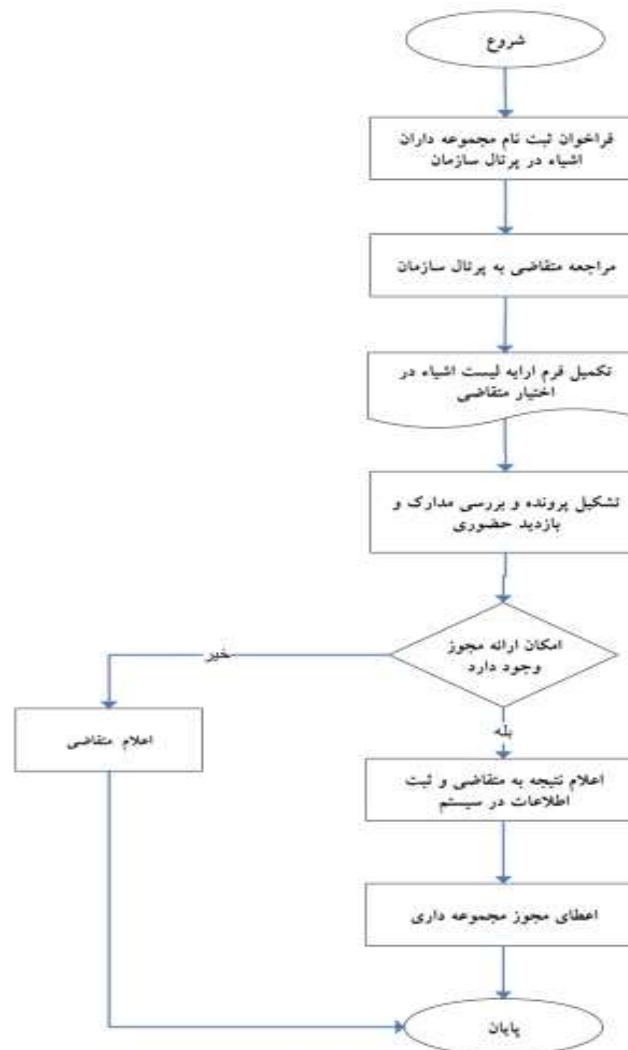 شروع
فراخوان ثبت نام مجموعه داران
اشیاء در پرتال سازمان
مراجعه متقاضی به پرتال سازمان
تکمیل فرم ارایه لیست اشیاء در
اختیار متقاضی
تشکیل پرونده و بررسی مدارک و
بازدید حضوری
امکان ارائه مجوز
وجود دارد
خیر
بله
اعلام متقاضی
اعلام نتیجه به متقاضی و ثبت
اطلاعات در سیستم
اعطای مجوز مجموعه داری
پایان